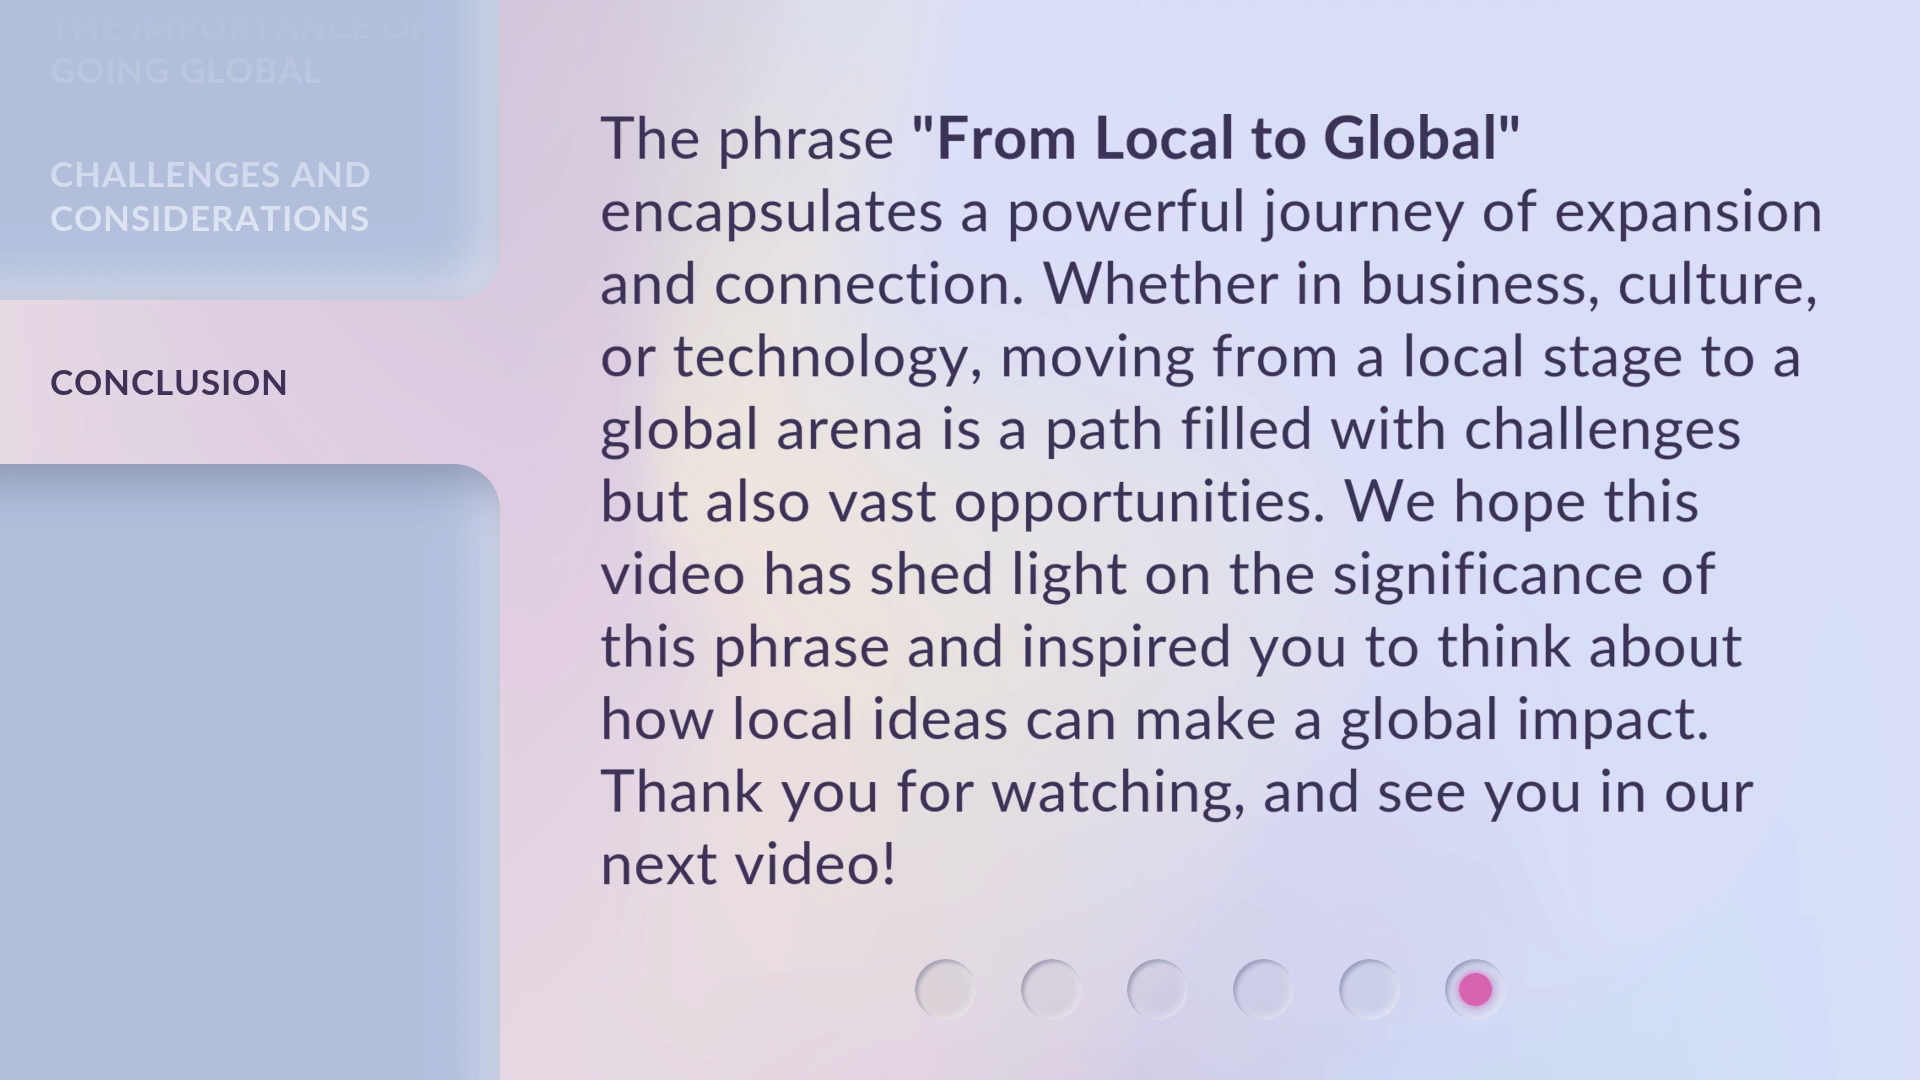 THE IMPORTANCE OF
GOING GLOBAL
CHALLENGES AND
CONSIDERATIONS
CONCLUSION
The phrase "From Local to Global"
encapsulates a powerful journey of expansion
and connection. Whether in business, culture,
or technology, moving from a local stage to a
global arena is a path filled with challenges
but also vast opportunities. We hope this
video has shed light on the significance of
this phrase and inspired you to think about
how local ideas can make a global impact.
Thank you for watching, and see you in our
next video!